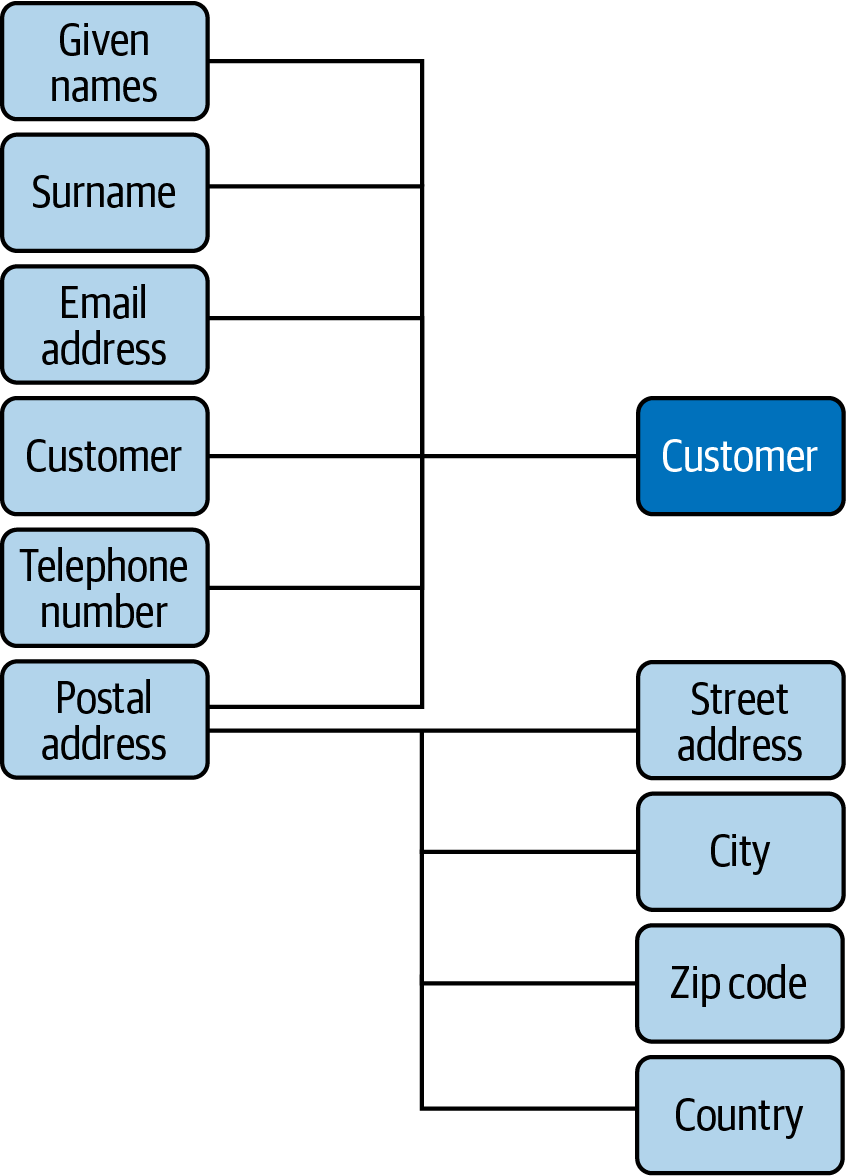 Given
names
Surname
Email
address
Customer
Customer
Telephone
number
Postal
address
Street
address
City
Zip code
Country